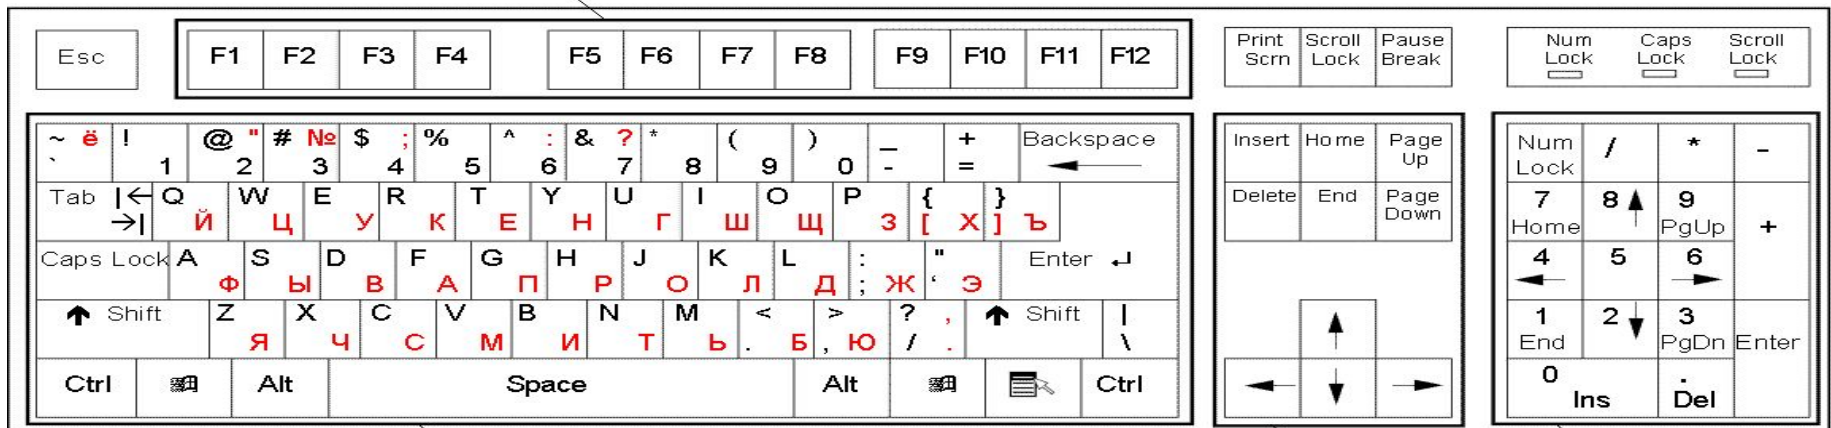 Esc F1 F2 F3 F4 F5 F6 F7 F8 F9 F10 F11 F12 Print Scrn Scroll Lock Pause Break Num Lock Caps Lock Scroll Lock
~ ё ! @ " # № $ ; % ^ : & ? * ( ) _ + Backspace Insert Home Page Up Num Lock / * -
` 1 2 3 4 5 6 7 8 9 0 - =
Tab Q W E R T Y U I O P { } Delete End Page Down 7 Home 8 9 PgUp +
Й Ц У К Е Н Г Ш Щ З [ Х ] Ъ
Caps Lock A S D F G H J K L : " Enter 4 5 6
Ф Ы В А П Р О Л Д ; Ж ‘ Э
Shift Z X C V B N M < > ? , Shift | 1 End 2 3 PgDn Enter
Я Ч С М И Т Ь . Б , Ю / . \
Ctrl Alt Space Alt Ctrl 0 Ins . Del